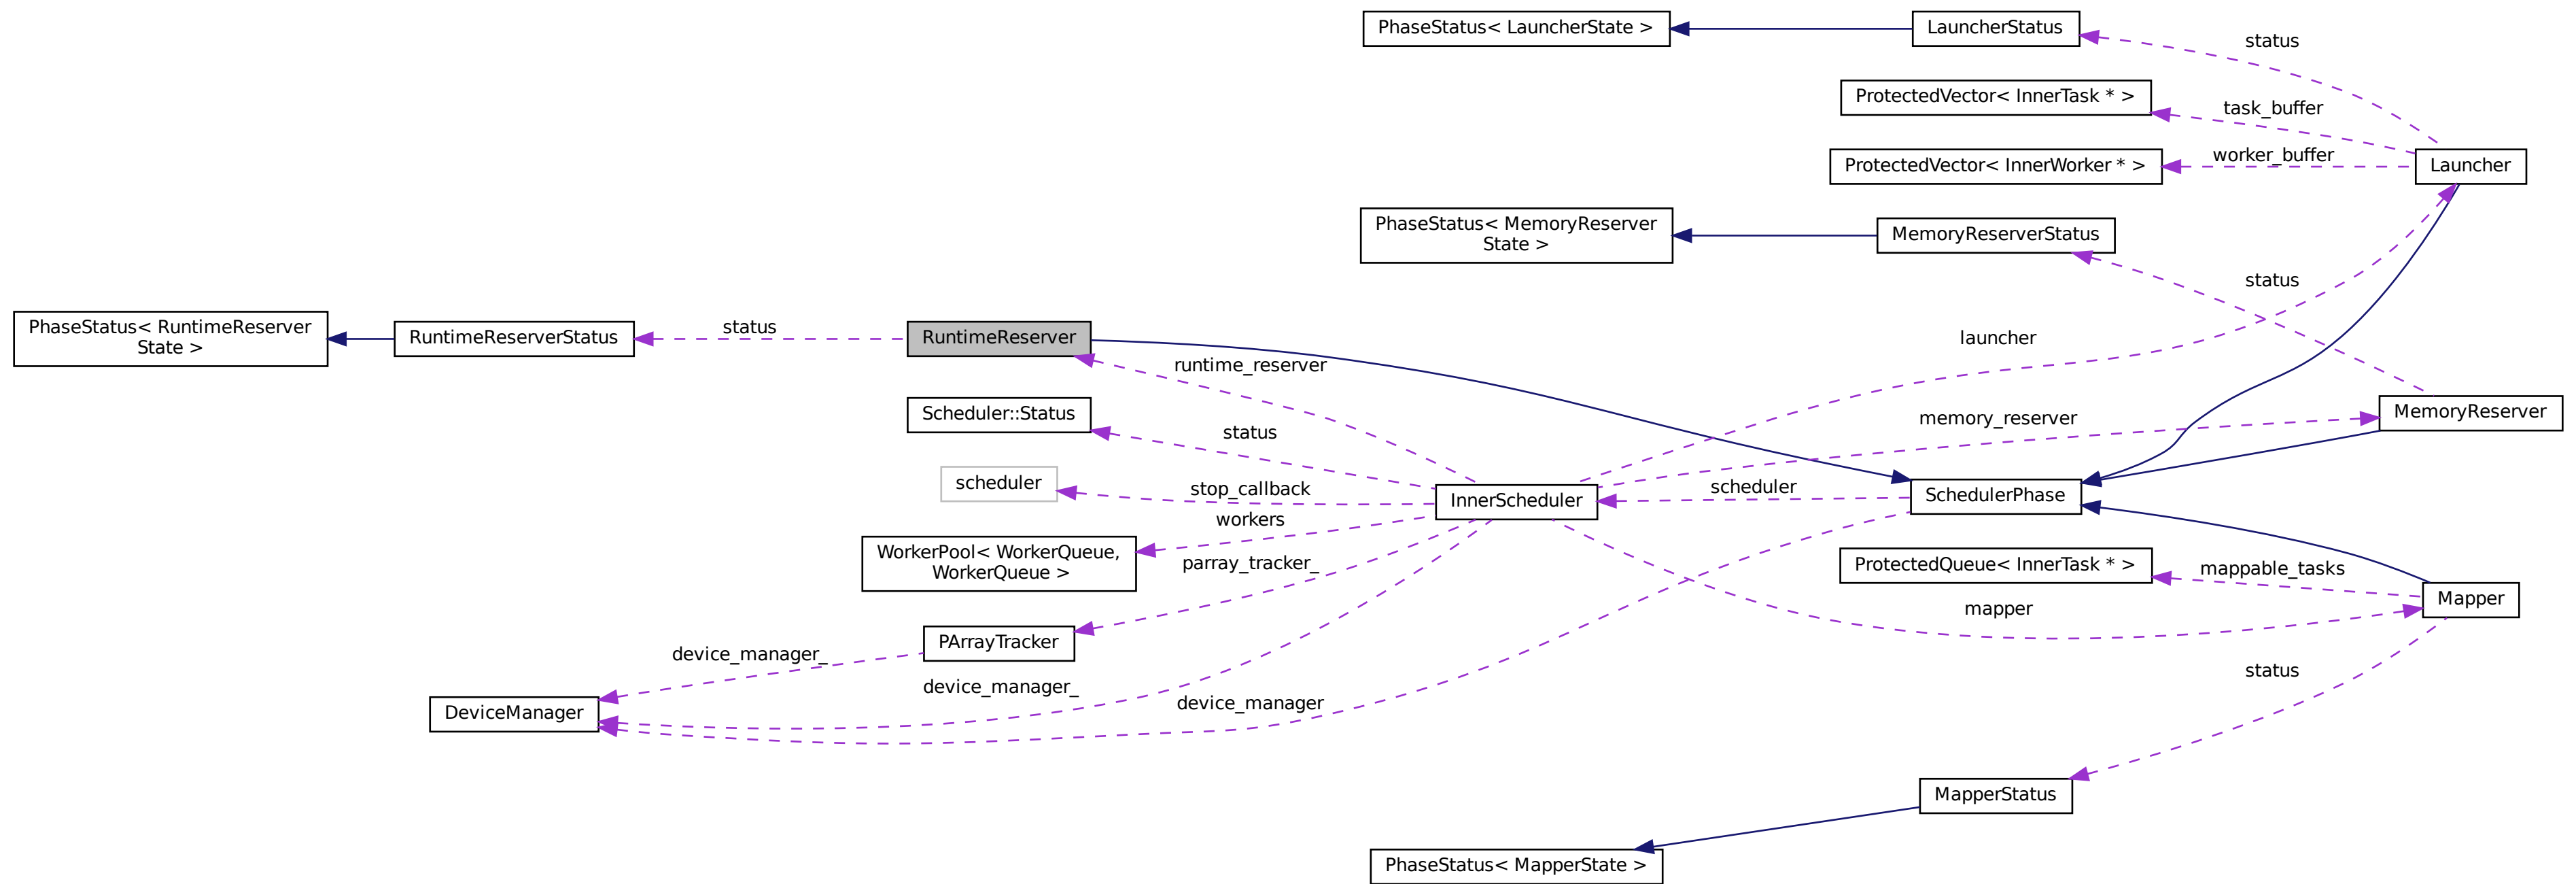 PhaseStatus< LauncherState >
LauncherStatus
status
ProtectedVector< InnerTask * >
task_buffer
worker_buffer
ProtectedVector< InnerWorker * >
Launcher
PhaseStatus< MemoryReserver
State >
MemoryReserverStatus
status
PhaseStatus< RuntimeReserver
State >
RuntimeReserverStatus
status
RuntimeReserver
launcher
runtime_reserver
Scheduler::Status
status
memory_reserver
MemoryReserver
scheduler
stop_callback
InnerScheduler
scheduler
SchedulerPhase
workers
WorkerPool< WorkerQueue,
WorkerQueue >
parray_tracker_
ProtectedQueue< InnerTask * >
mappable_tasks
Mapper
mapper
PArrayTracker
device_manager_
status
device_manager_
device_manager
DeviceManager
MapperStatus
PhaseStatus< MapperState >